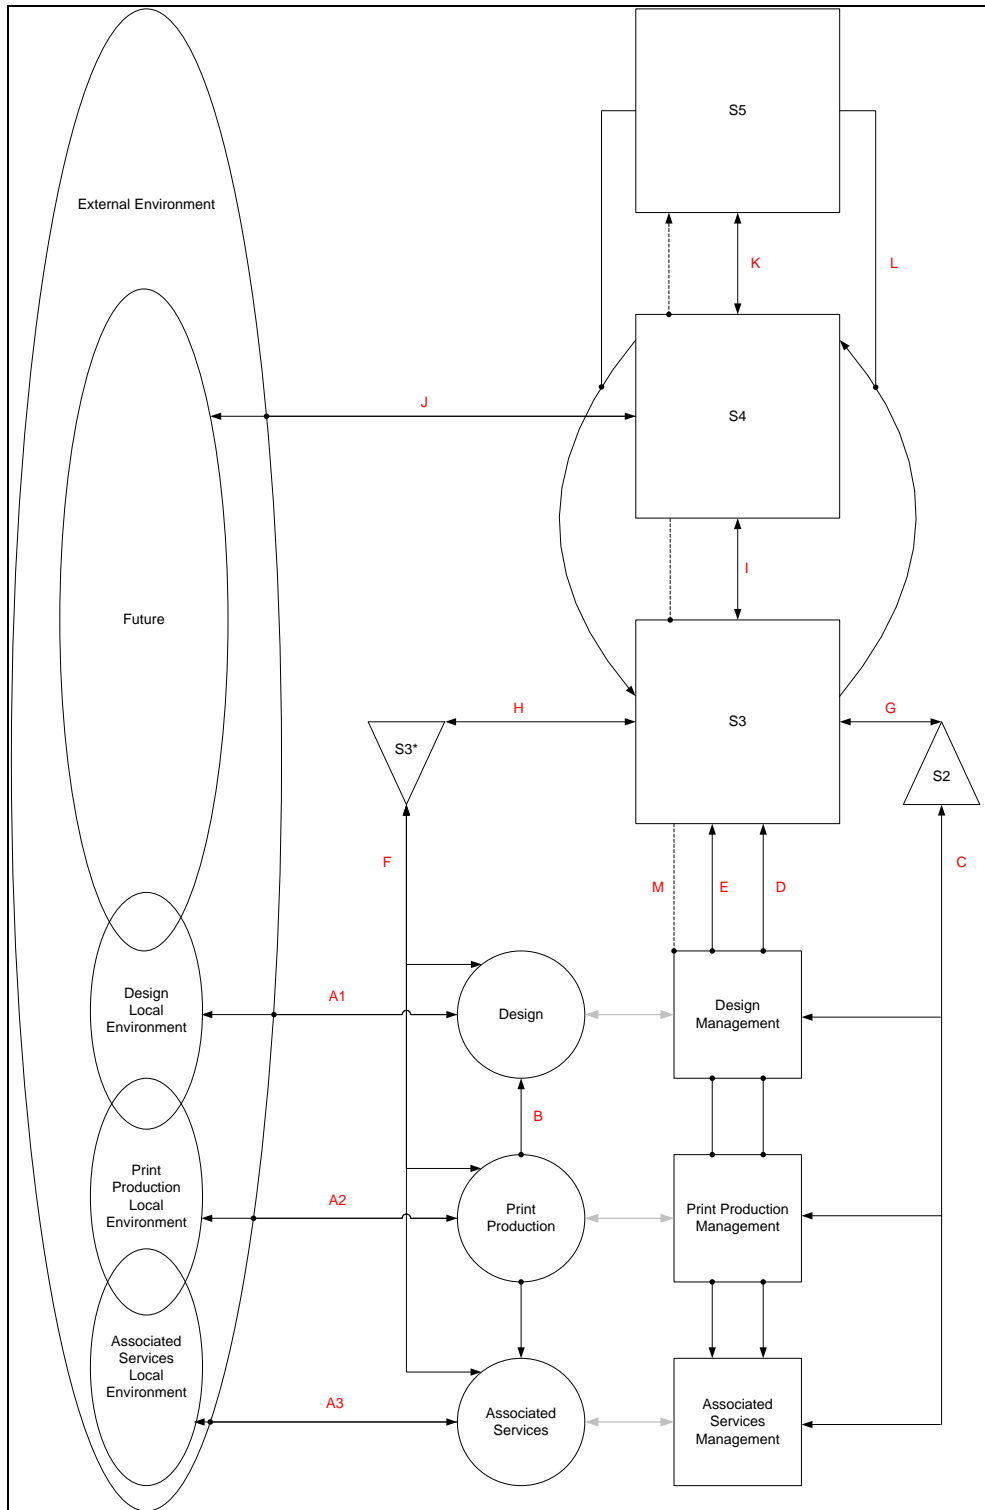 S5
External Environment
K
L
J
S4
I
Future
H
S3
G
S3*
S2
F
M
E
D
C
A1
Design
Local
Environment
Design
Design
Management
B
Print
Production
Local
Environment
A2
Print
Production
Print Production
Management
Associated
Services
Local
Environment
A3
Associated
Services
Associated
Services
Management